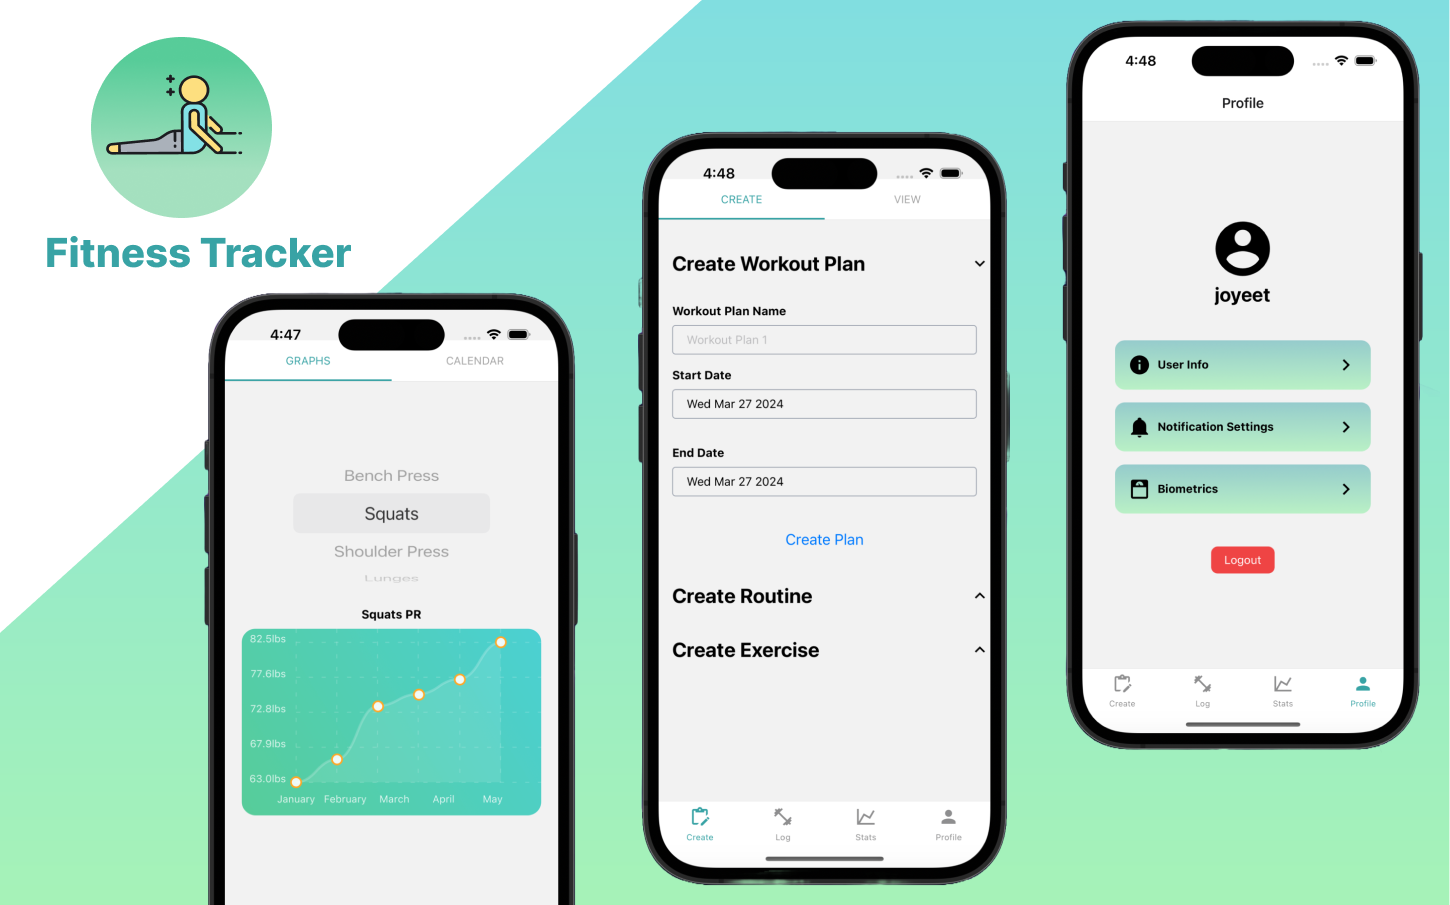 Fitness Tracker
4:47
GRAPHS
CALENDAR
Bench Press
Squats
Shoulder Press
Lunges
Squats PR
82.5lbs
77.6lbs
72.8lbs
67.9lbs
63.0lbs
January February March April May
4:48
CREATE
VIEW
Create Workout Plan
Workout Plan Name
Workout Plan 1
Start Date
Wed Mar 27 2024
End Date
Wed Mar 27 2024
Create Plan
Create Routine
Create Exercise
Create
Log
Stats
Profile
4:48
Profile
joyeet
User Info
Notification Settings
Biometrics
Logout
Create
Log
Stats
Profile